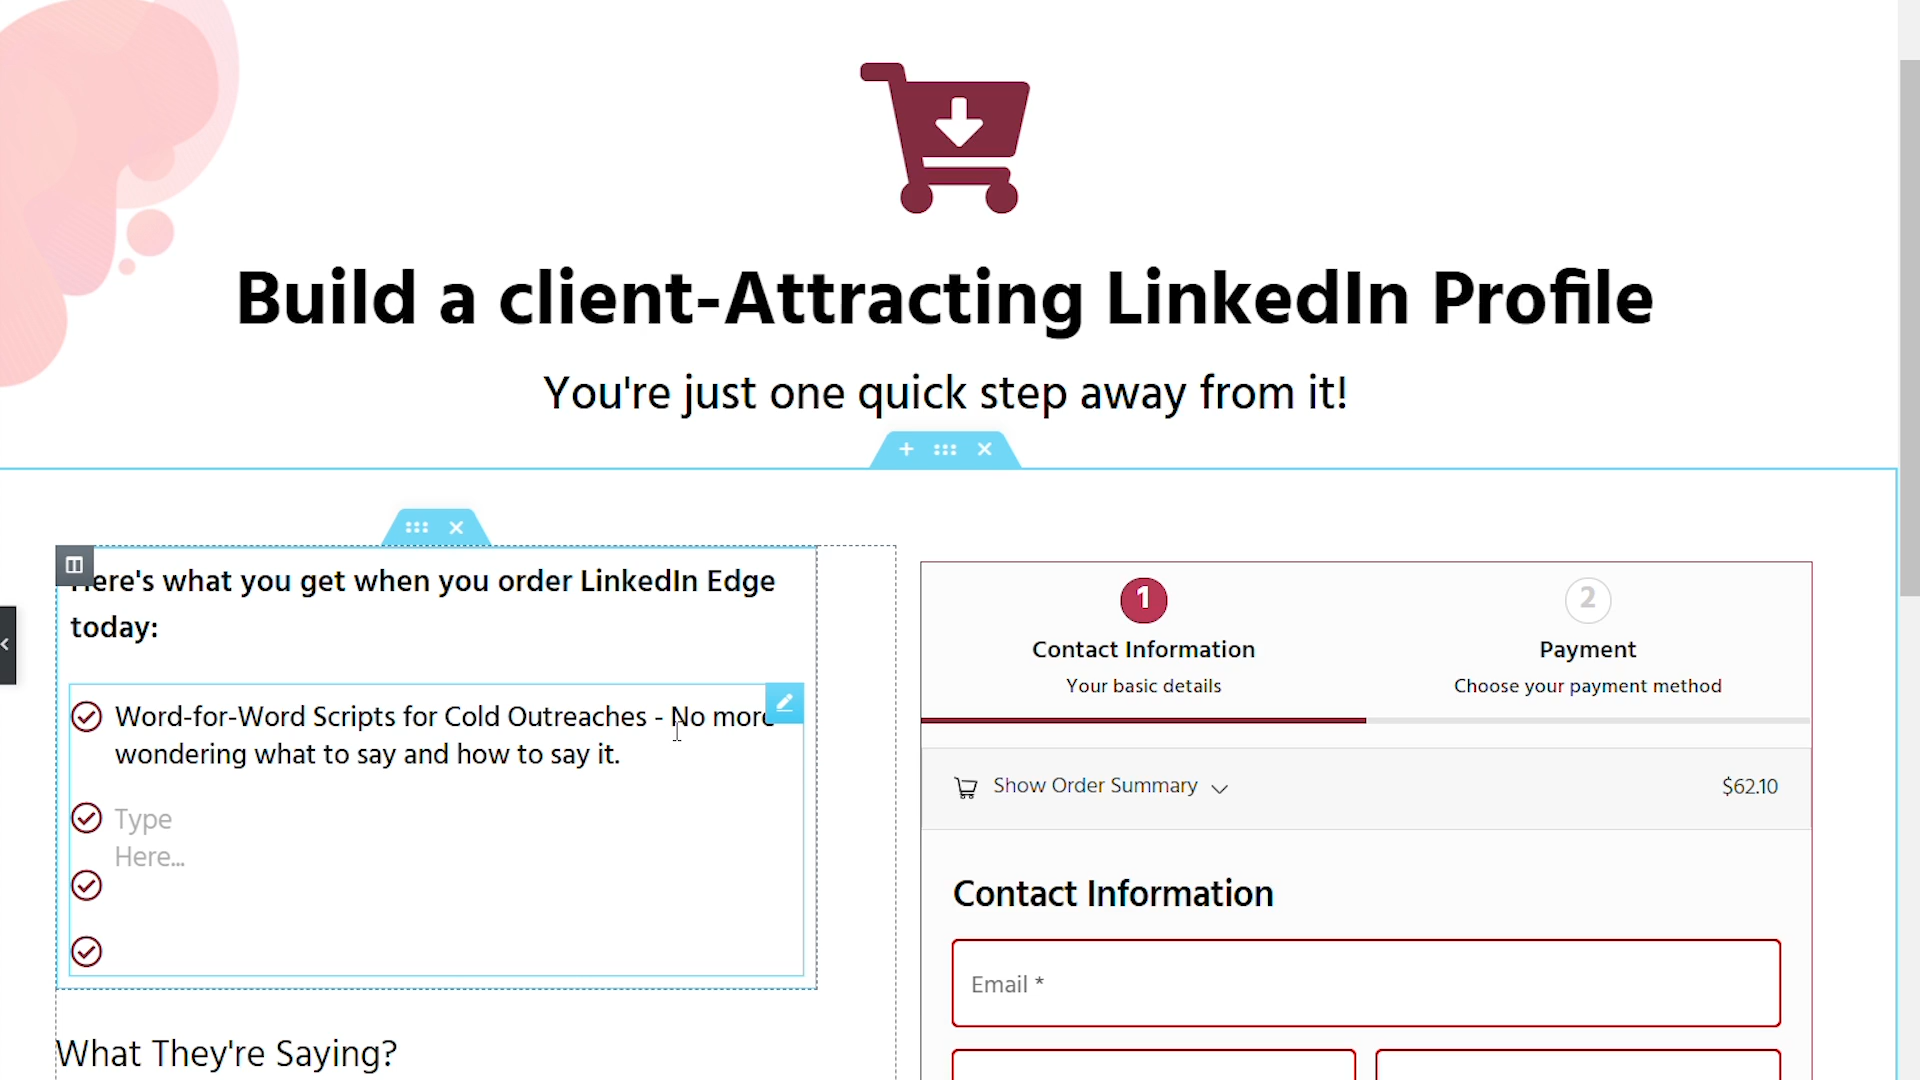 Build a client-Attracting LinkedIn Profile
You're just one quick step away from it!
Here's what you get when you order LinkedIn Edge
today:
Word-for-Word Scripts for Cold Outreaches - No more
wondering what to say and how to say it.
Type
Here...
What They're Saying?
1
Contact Information
Your basic details
2
Payment
Choose your payment method
Show Order Summary
$62.10
Contact Information
Email *